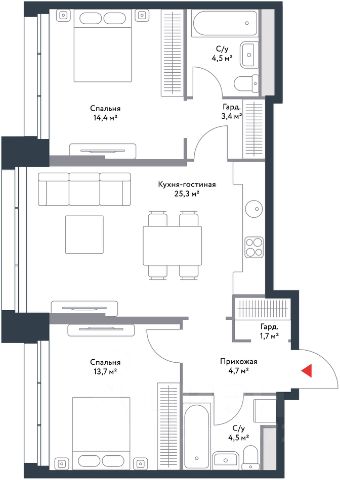 С/у
4,5 м²
Спальня
14,4 м²
Гард.
3,4 м²
Кухня-гостиная
25,3 м²
Гард.
1,7 м²
Спальня
13,7 м²
Прихожая
4,7 м²
С/у
4,5 м²